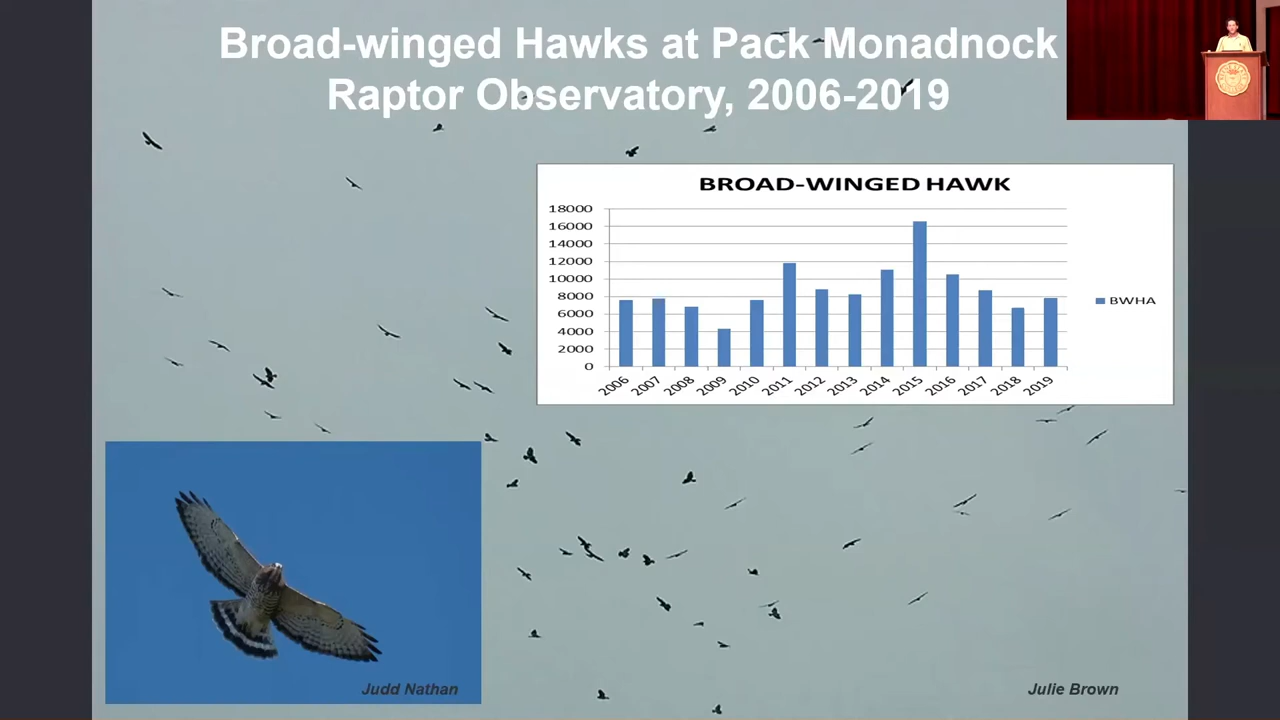 Broad-winged Hawks at Pack Monadnock
Raptor Observatory, 2006-2019
BROAD-WINGED HAWK
18000
16000
14000
12000
10000
8000
6000
4000
2000
0
2006 2007 2008 2009 2010 2011 2012 2013 2014 2015 2016 2017 2018 2019
BWHA
Judd Nathan
Julie Brown